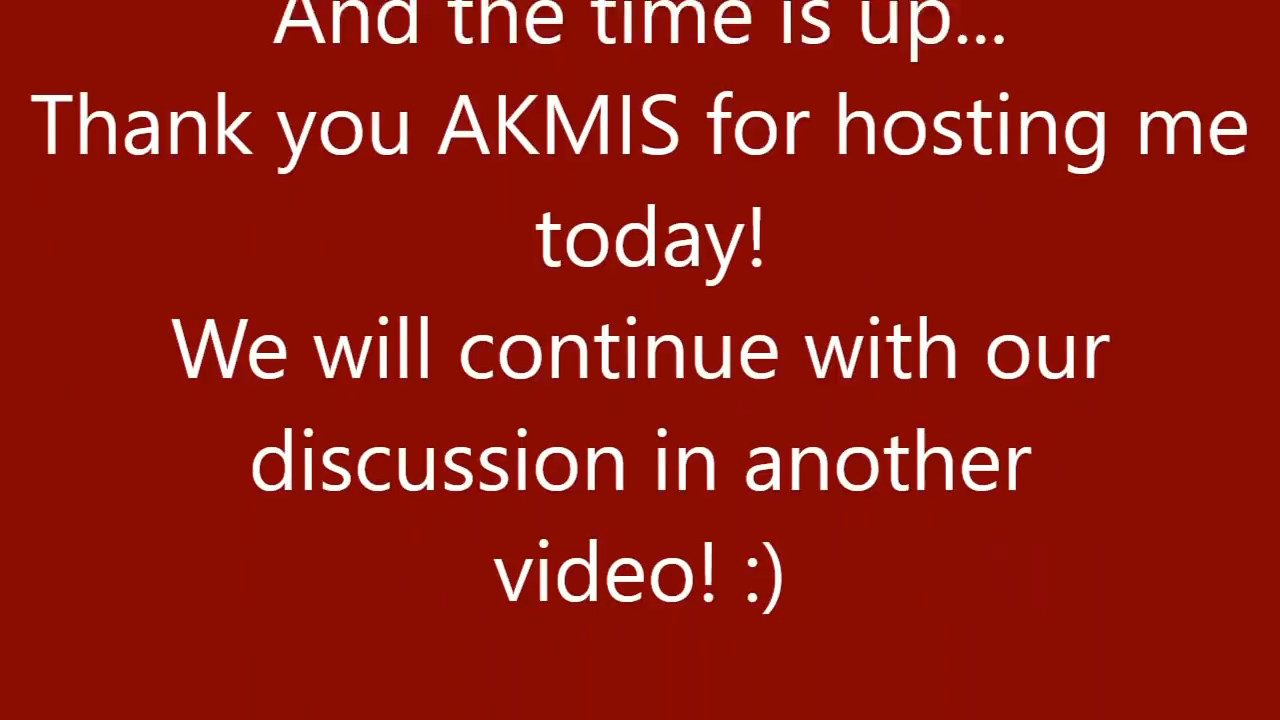 And the time is up...
Thank you AKMIS for hosting me
today!
We will continue with our
discussion in another
video! :)